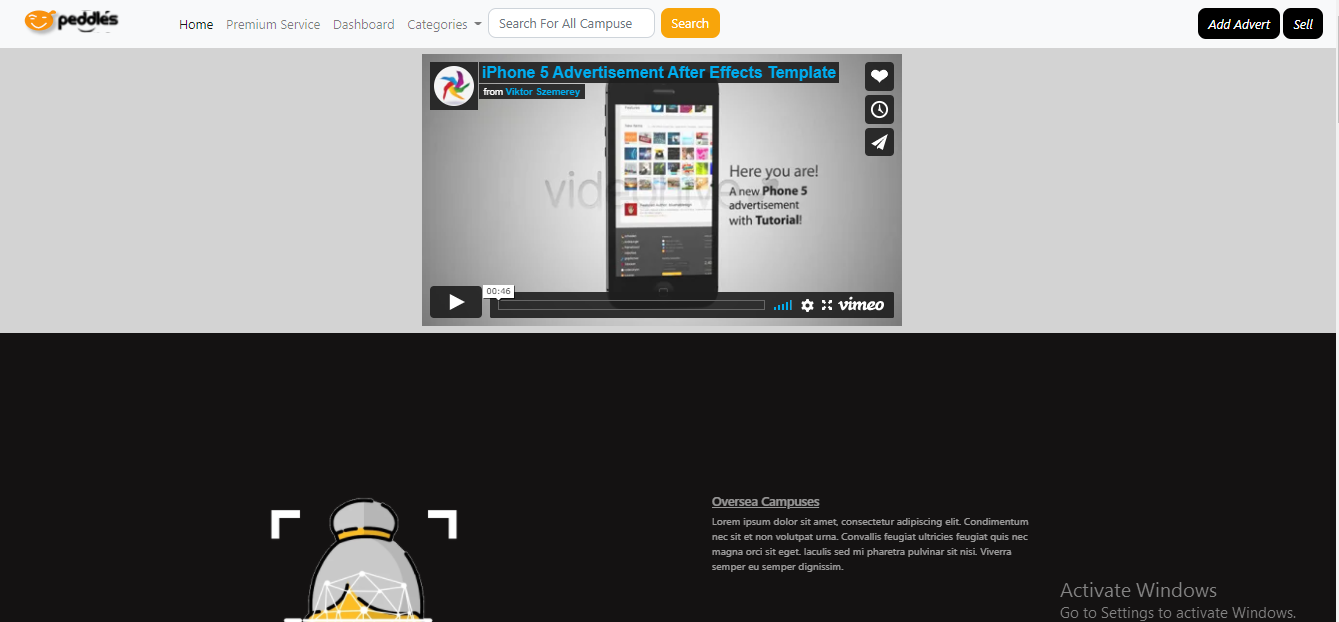 peddlés
Home Premium Service Dashboard Categories Search For All Campuse Search Add Advert Sell
iPhone 5 Advertisement After Effects Template
from Viktor Szemerey
Here you are!
A new Phone 5
advertisement
with Tutorial!
videohive
00:46
vimeo
Oversea Campuses
Lorem ipsum dolor sit amet, consectetur adipiscing elit. Condimentum
nec sit et non volutpat urna. Convallis feugiat ultricies feugiat quis nec
magna orci sit eget. Iaculis sed mi pharetra pulvinar sit nisi. Viverra
semper eu semper dignissim.
Activate Windows
Go to Settings to activate Windows.